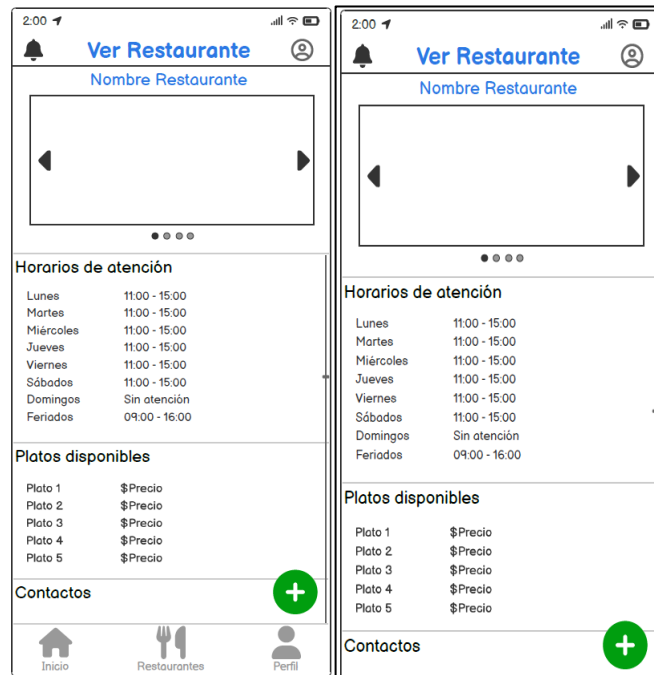 2:00
Ver Restaurante
Nombre Restaurante
Horarios de atención
Lunes 11:00 - 15:00
Martes 11:00 - 15:00
Miércoles 11:00 - 15:00
Jueves 11:00 - 15:00
Viernes 11:00 - 15:00
Sábados 11:00 - 15:00
Domingos Sin atención
Feriados 09:00 - 16:00
Platos disponibles
Plato 1 $Precio
Plato 2 $Precio
Plato 3 $Precio
Plato 4 $Precio
Plato 5 $Precio
Contactos
Inicio Restaurantes Perfil
2:00
Ver Restaurante
Nombre Restaurante
Horarios de atención
Lunes 11:00 - 15:00
Martes 11:00 - 15:00
Miércoles 11:00 - 15:00
Jueves 11:00 - 15:00
Viernes 11:00 - 15:00
Sábados 11:00 - 15:00
Domingos Sin atención
Feriados 09:00 - 16:00
Platos disponibles
Plato 1 $Precio
Plato 2 $Precio
Plato 3 $Precio
Plato 4 $Precio
Plato 5 $Precio
Contactos